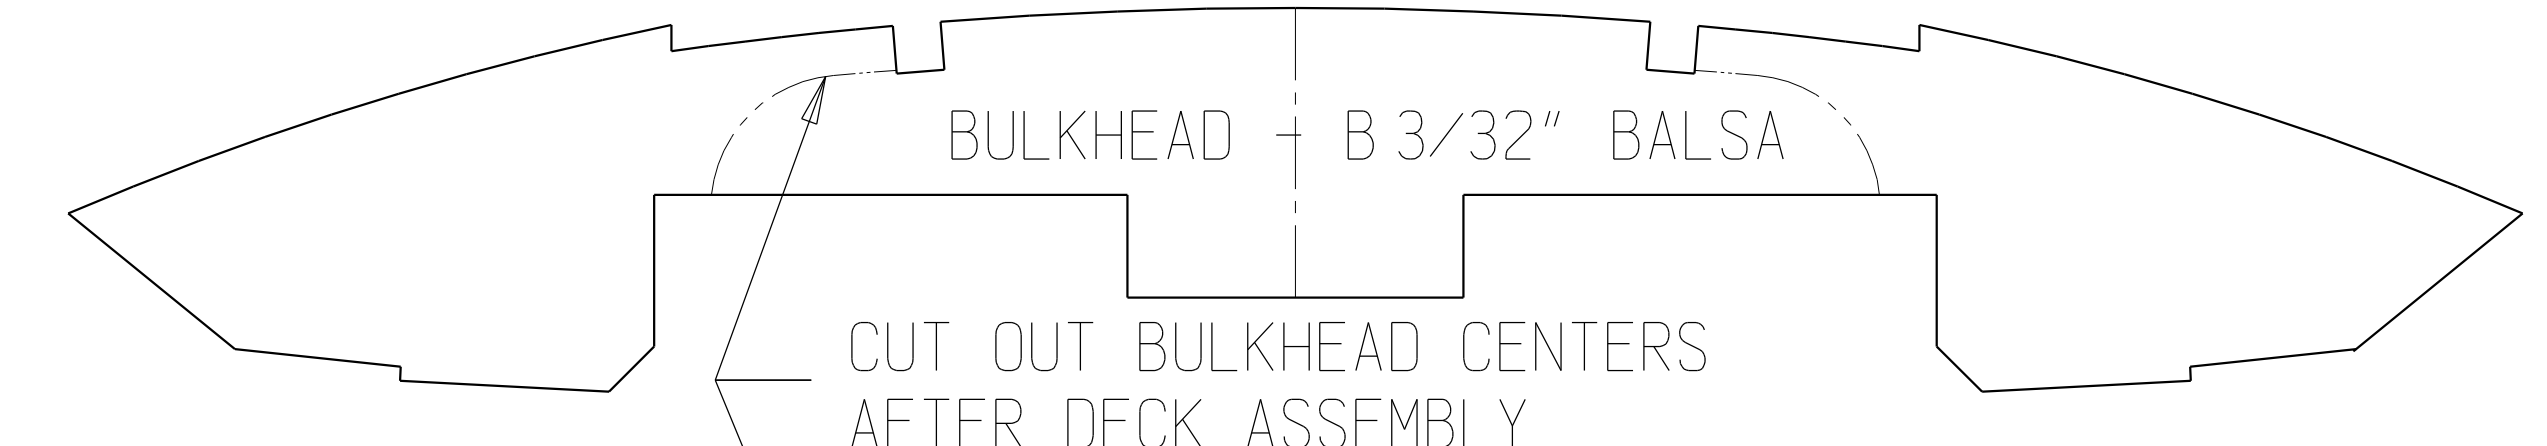 BULKHEAD - B 3/32" BALSA
CUT OUT BULKHEAD CENTERS
AFTER DECK ASSEMBLY